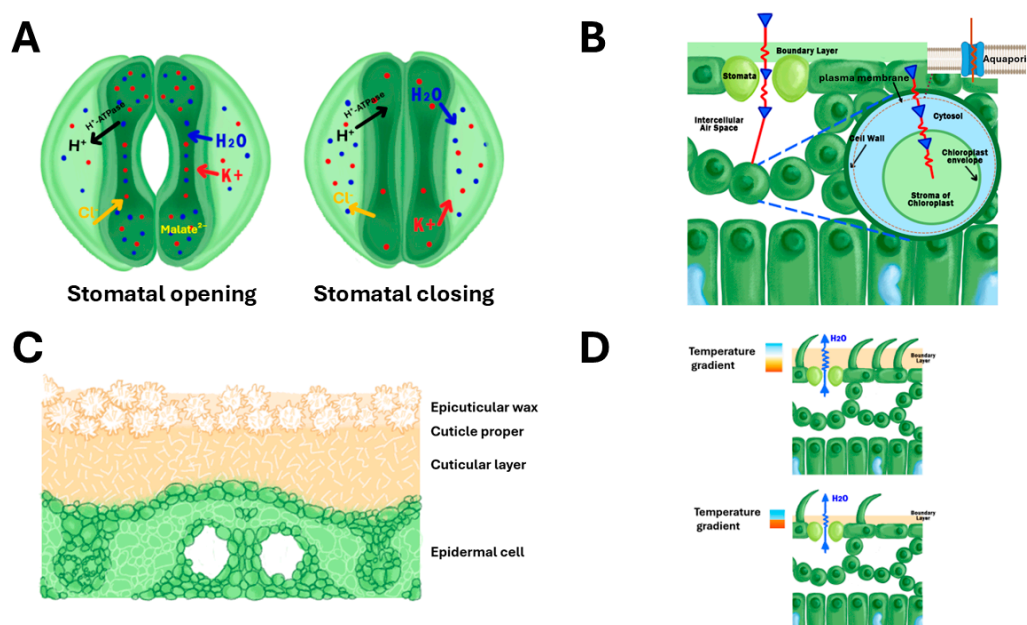 A
H+-ATPase
H+
H2O
K+
Cl
Malate2-
Stomatal opening
H+-ATPase
H+
H2O
Cl
K+
Stomatal closing
B
Boundary Layer
Stomata
Aquapori
plasma membrane
Intercellular
Air Space
Cytosol
Cell Wall
Chloroplast
envelope
Stroma of
Chloroplast
C
Epicuticular wax
Cuticle proper
Cuticular layer
Epidermal cell
D
Temperature
gradient
H2O
Boundary
Layer
Temperature
gradient
H2O
Boundary
Layer